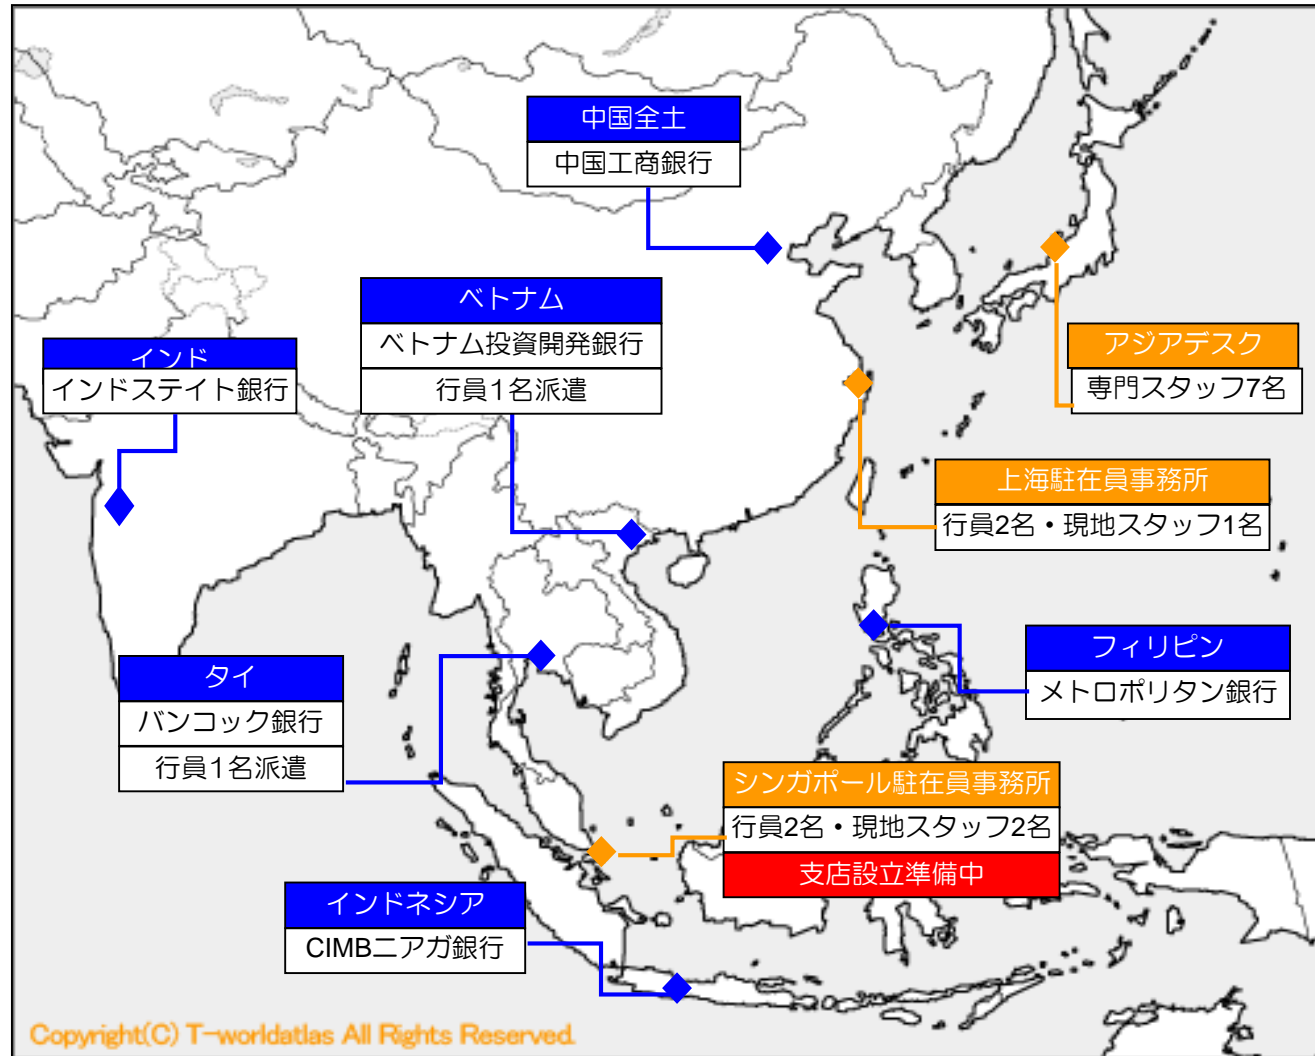 中国全土
中国工商銀行
ベトナム
ベトナム投資開発銀行
行員1名派遣
インド
インドステイト銀行
アジアデスク
専門スタッフ7名
上海駐在員事務所
行員2名・現地スタッフ1名
フィリピン
メトロポリタン銀行
タイ
バンコック銀行
行員1名派遣
シンガポール駐在員事務所
行員2名・現地スタッフ2名
支店設立準備中
インドネシア
CIMBニアガ銀行
Copyright(C) T-worldatlas All Rights Reserved.